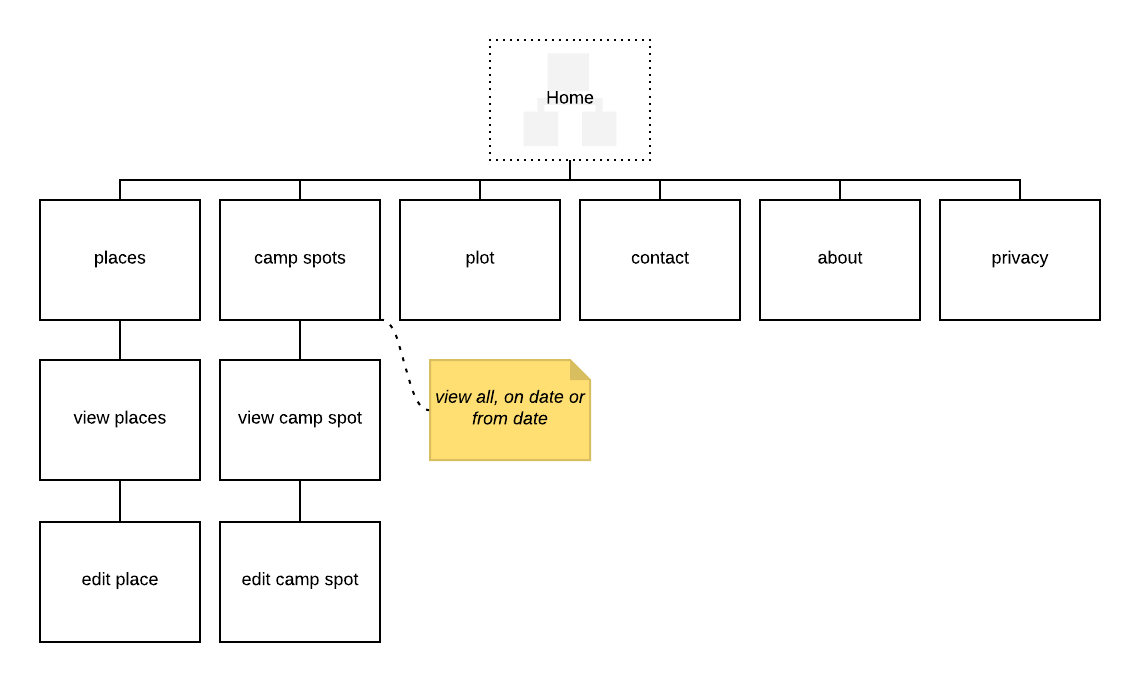 Home
places
camp spots
plot
contact
about
privacy
view places
view camp spot
view all, on date or
from date
edit place
edit camp spot